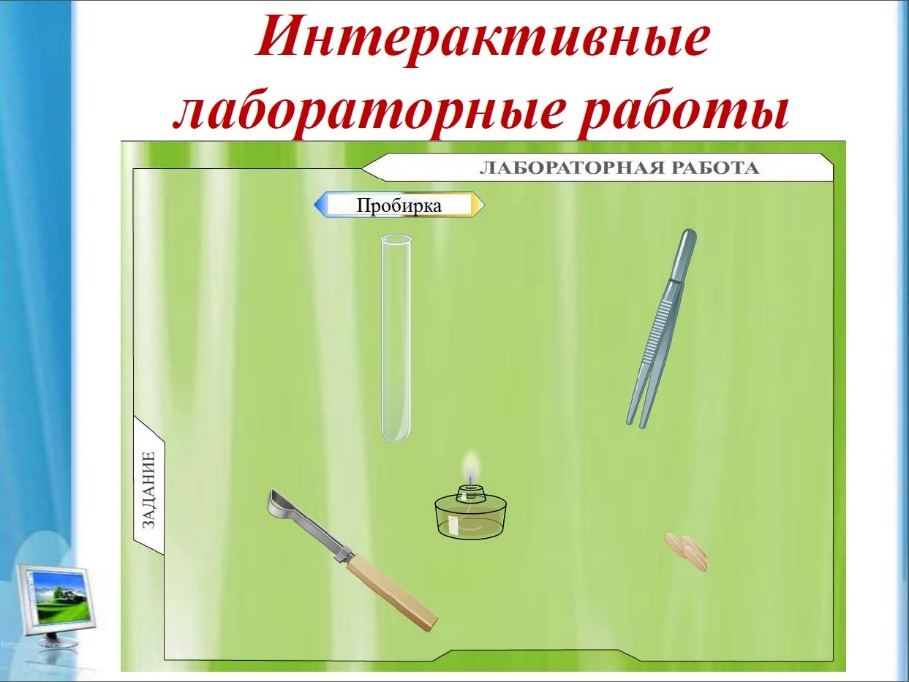 Интерактивные
лабораторные работы
ЛАБОРАТОРНАЯ РАБОТА
Пробирка
ЗАДАНИЕ